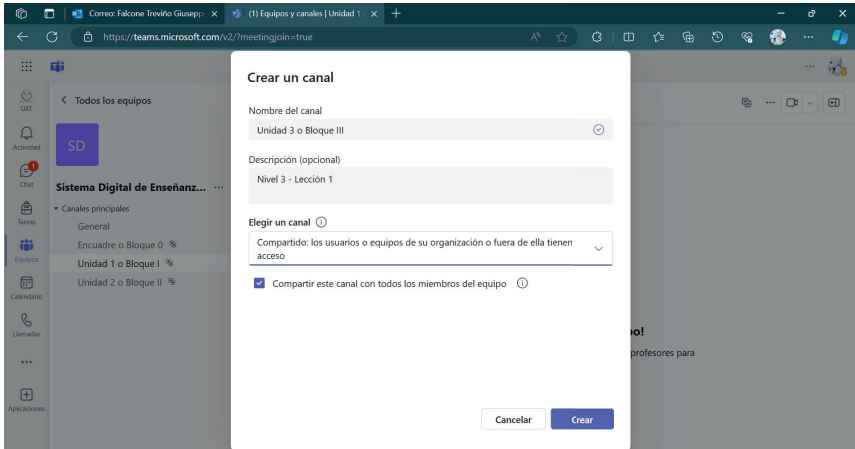 Correo: Falcone Treviño Giusepp
(1) Equipos y canales | Unidad 1
https://teams.microsoft.com/v2/?meetingjoin=true
UAT
Actividad
1
Chat
Tareas
Equipos
Calendario
Llamadas
Aplicaciones
Todos los equipos
SD
Sistema Digital de Enseñanz...
Canales principales
General
Encuadre o Bloque 0
Unidad 1 o Bloque I
Unidad 2 o Bloque II
Crear un canal
Nombre del canal
Unidad 3 o Bloque III
Descripción (opcional)
Nivel 3 - Lección 1
Elegir un canal
Compartido: los usuarios o equipos de su organización o fuera de ella tienen
acceso
Compartir este canal con todos los miembros del equipo
Cancelar
Crear
po!
profesores para